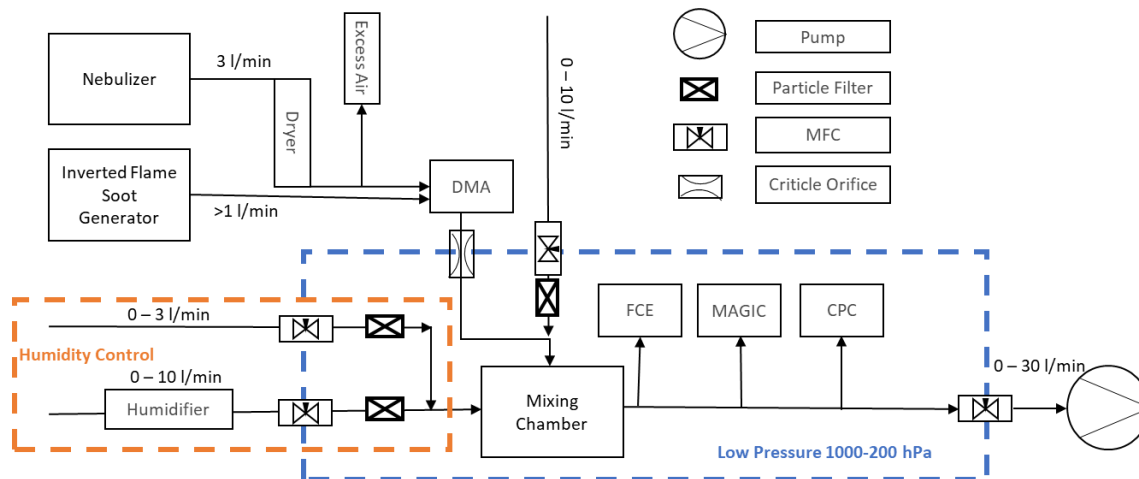 Nebulizer
3 l/min
Dryer
Excess Air
Inverted Flame
Soot
Generator
>1 l/min
DMA
0 – 10 l/min
Pump
Particle Filter
MFC
Criticle Orifice
0 – 3 l/min
Humidity Control
0 – 10 l/min
Humidifier
Mixing
Chamber
FCE
MAGIC
CPC
0 – 30 l/min
Low Pressure 1000-200 hPa